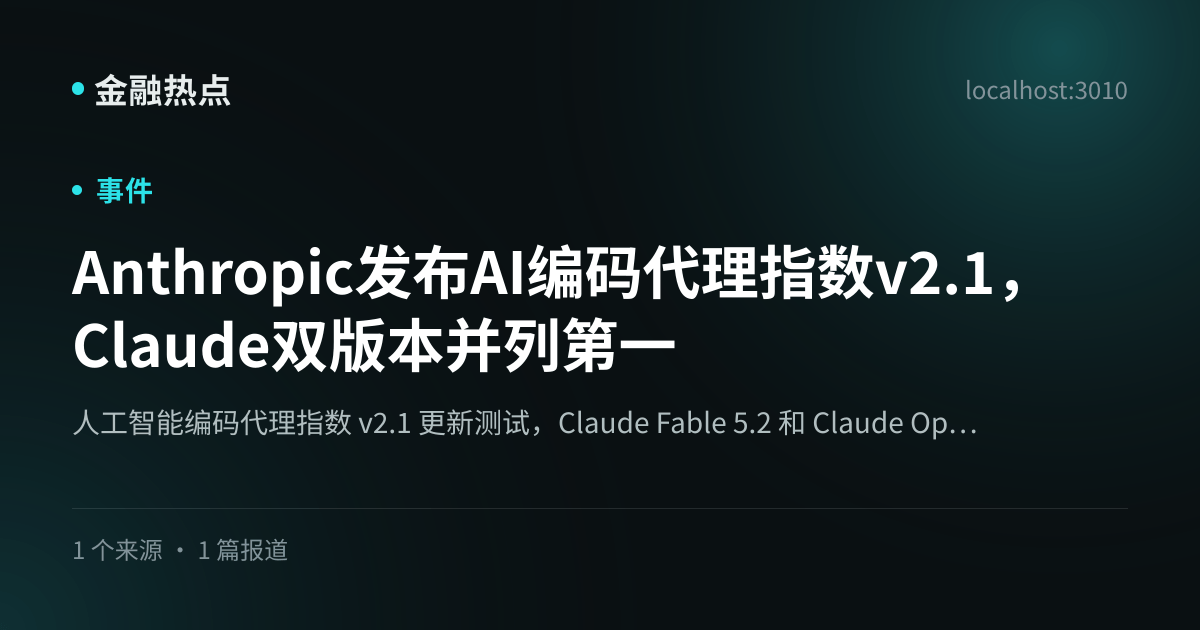 金融热点
localhost:3010
事件
Anthropic发布AI编码代理指数v2.1，
Claude双版本并列第一
人工智能编码代理指数 v2.1 更新测试，Claude Fable 5.2 和 Claude Op…
1 个来源 · 1 篇报道